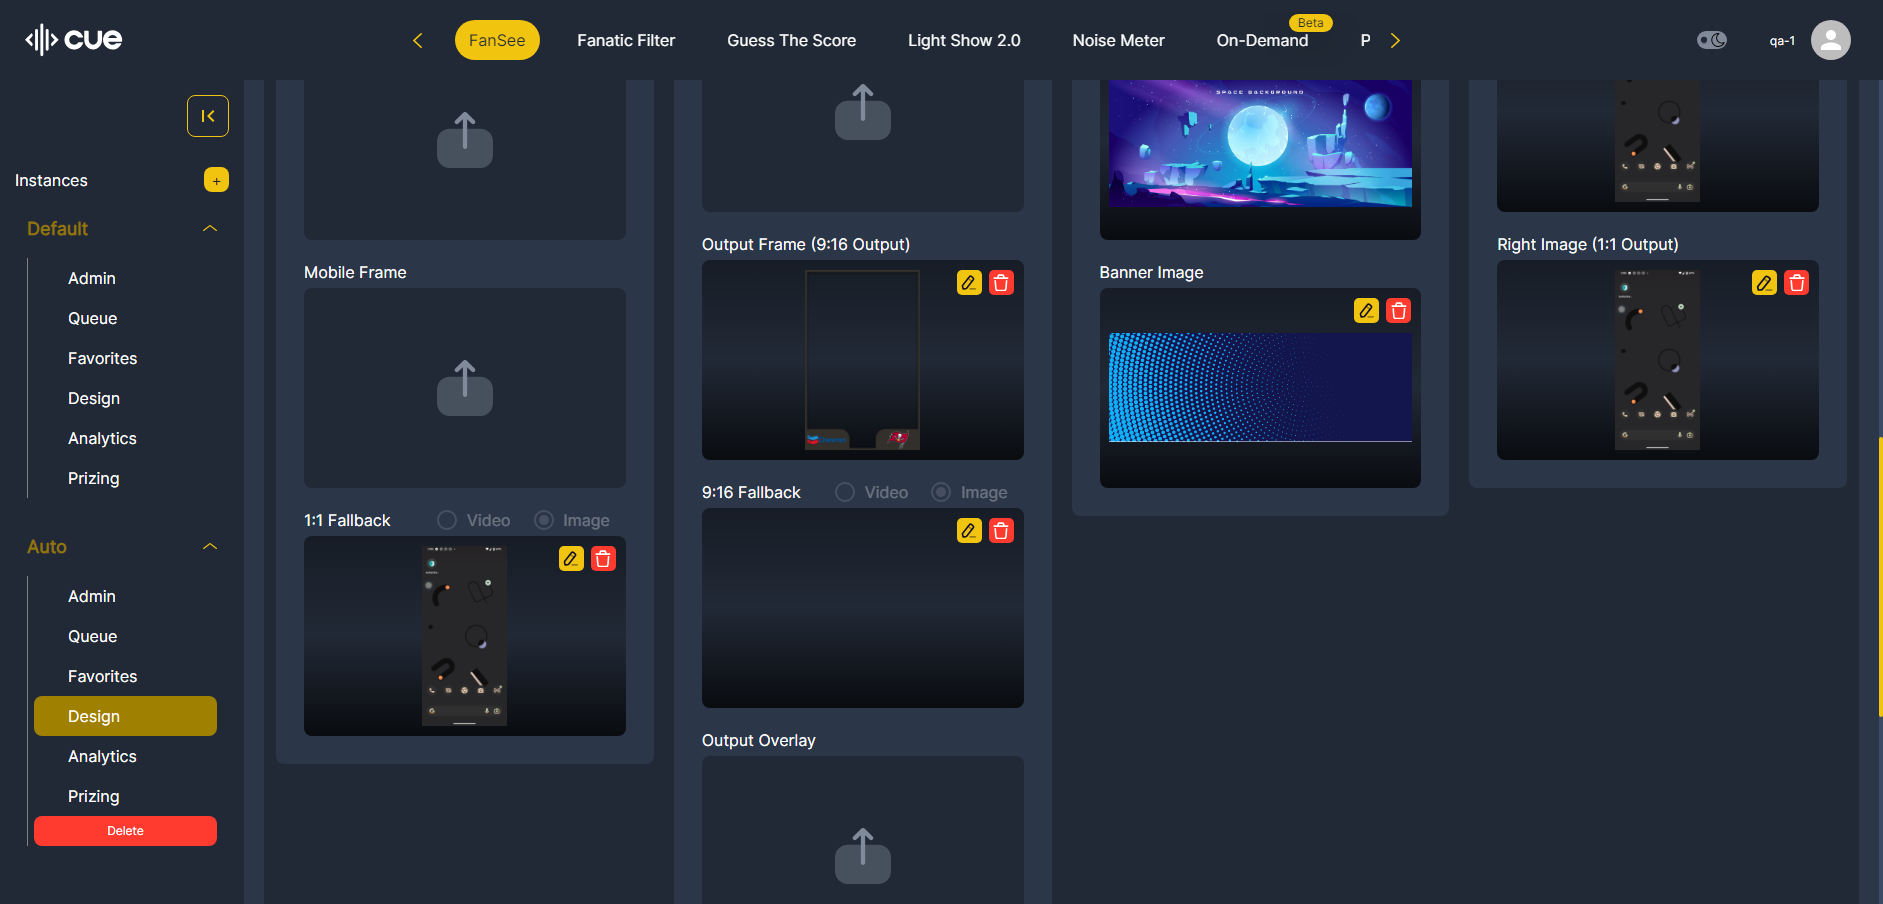 cue
FanSee
Fanatic Filter
Guess The Score
Light Show 2.0
Noise Meter
On-Demand
Beta
P
qa-1
Instances
+
Default
Admin
Queue
Favorites
Design
Analytics
Prizing
Auto
Admin
Queue
Favorites
Design
Analytics
Prizing
Delete
Mobile Frame
1:1 Fallback
Video
Image
Output Frame (9:16 Output)
9:16 Fallback
Video
Image
Output Overlay
SPACE BACKGROUND
Banner Image
Right Image (1:1 Output)